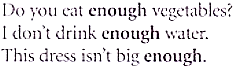 Do you eat enough vegetables?
I don't drink enough water.
This dress isn't big enough.